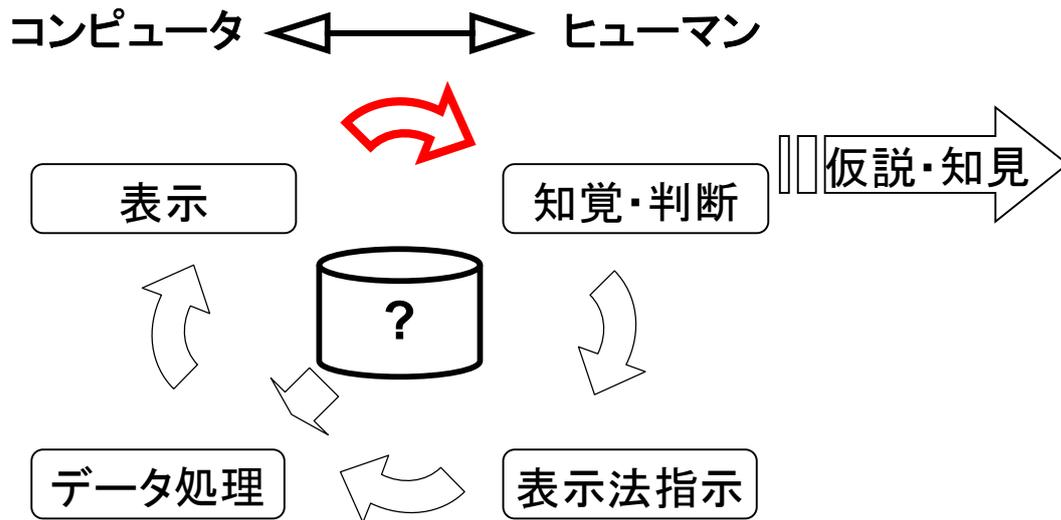 コンピュータ ヒューマン
表示
知覚・判断
仮説・知見
?
データ処理
表示法指示